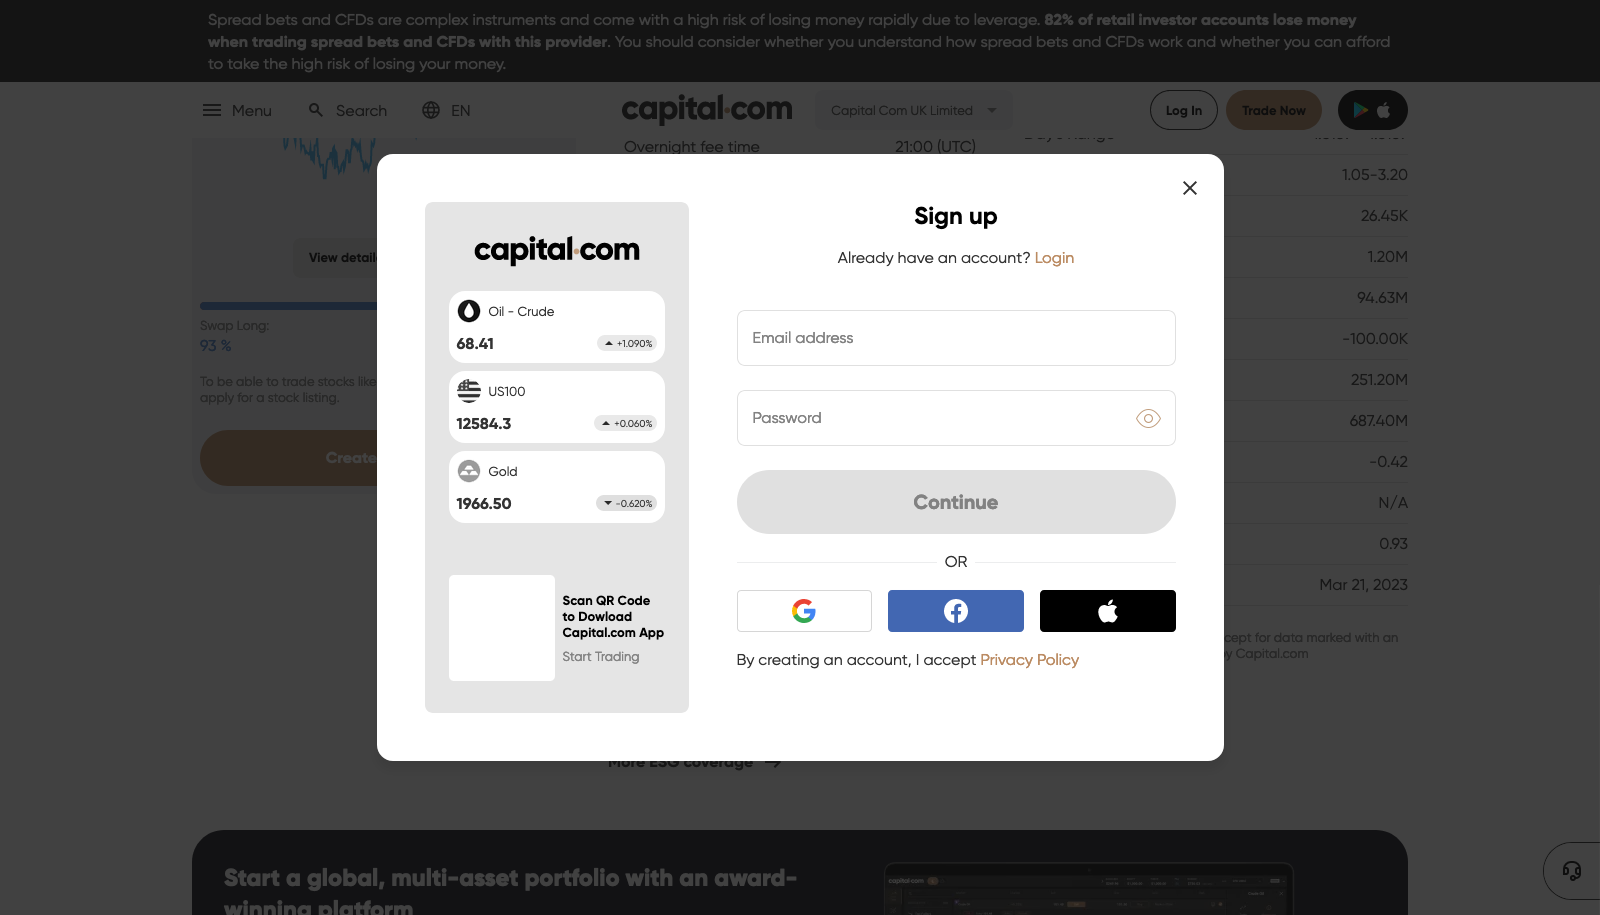 Spread bets and CFDs are complex instruments and come with a high risk of losing money rapidly due to leverage. 82% of retail investor accounts lose money
when trading spread bets and CFDs with this provider. You should consider whether you understand how spread bets and CFDs work and whether you can afford
to take the high risk of losing your money.
Menu
Search
EN
capital.com
Capital Com UK Limited
Log In
Trade Now
Overnight fee time
21:00 (UTC)
1.05-3.20
26.45K
1.20M
94.63M
-100.00K
251.20M
687.40M
-0.42
N/A
0.93
Mar 21, 2023
View detail
Swap Long:
93 %
To be able to trade stocks like
apply for a stock listing.
Create
capital.com
Oil - Crude
68.41
+1.090%
US100
12584.3
+0.060%
Gold
1966.50
-0.620%
Scan QR Code
to Dowload
Capital.com App
Start Trading
Sign up
Already have an account? Login
Email address
Password
Continue
OR
By creating an account, I accept Privacy Policy
cept for data marked with an
by Capital.com
More ESG coverage
Start a global, multi-asset portfolio with an award-
winning platform
capital.com